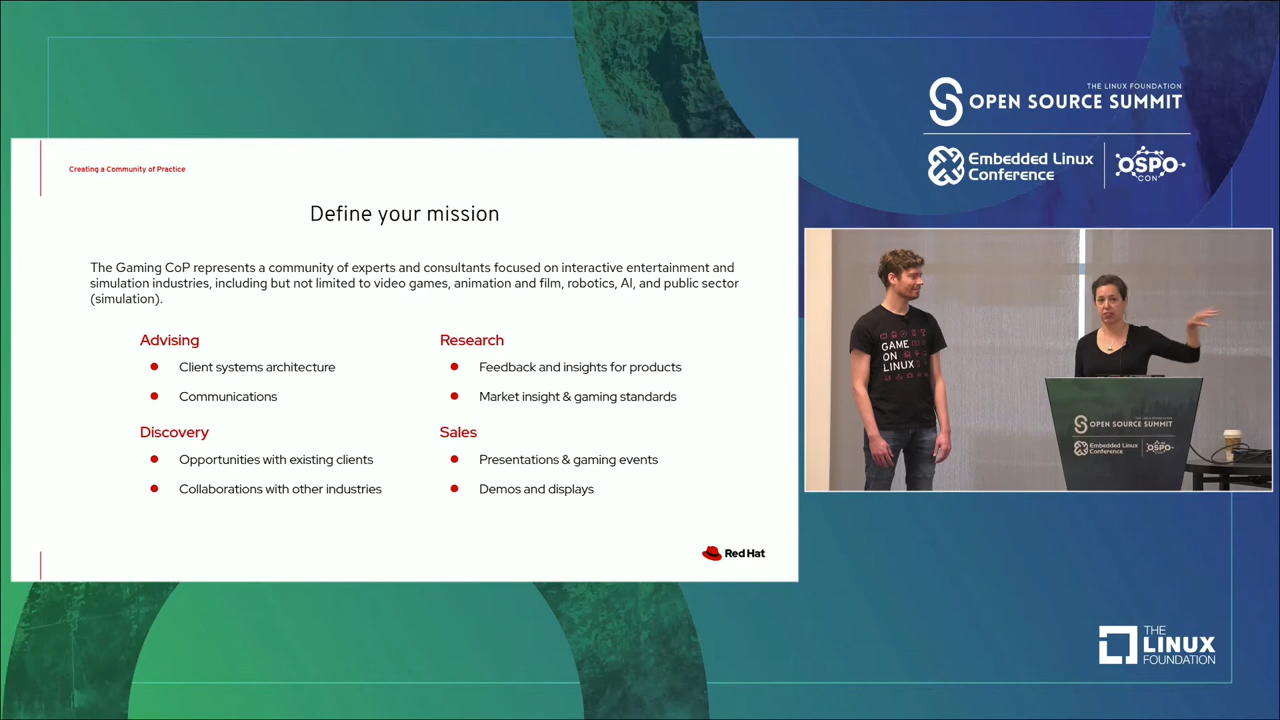 THE LINUX FOUNDATION
OPEN SOURCE SUMMIT
Embedded Linux
Conference
OSPO
CON
Creating a Community of Practice
Define your mission
The Gaming CoP represents a community of experts and consultants focused on interactive entertainment and
simulation industries, including but not limited to video games, animation and film, robotics, AI, and public sector
(simulation).
Advising
Client systems architecture
Communications
Discovery
Opportunities with existing clients
Collaborations with other industries
Research
Feedback and insights for products
Market insight & gaming standards
Sales
Presentations & gaming events
Demos and displays
Red Hat
GAME
ON
LINUX
THE LINUX FOUNDATION
OPEN SOURCE SUMMIT
Embedded Linux
Conference
OSPO
CON
THE
LINUX
FOUNDATION